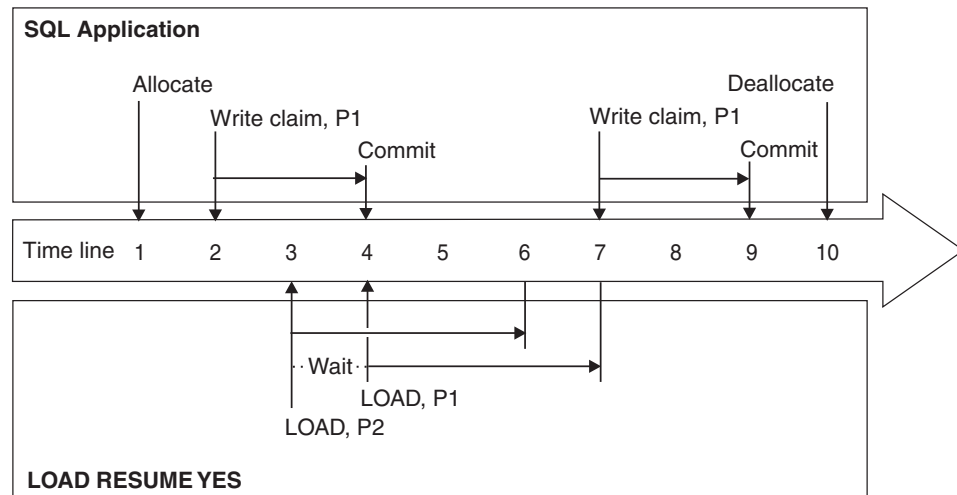 SQL Application
Allocate
Deallocate
Write claim, P1
Write claim, P1
Commit
Commit
Time line 1 2 3 4 5 6 7 8 9 10
Wait
LOAD, P1
LOAD, P2
LOAD RESUME YES